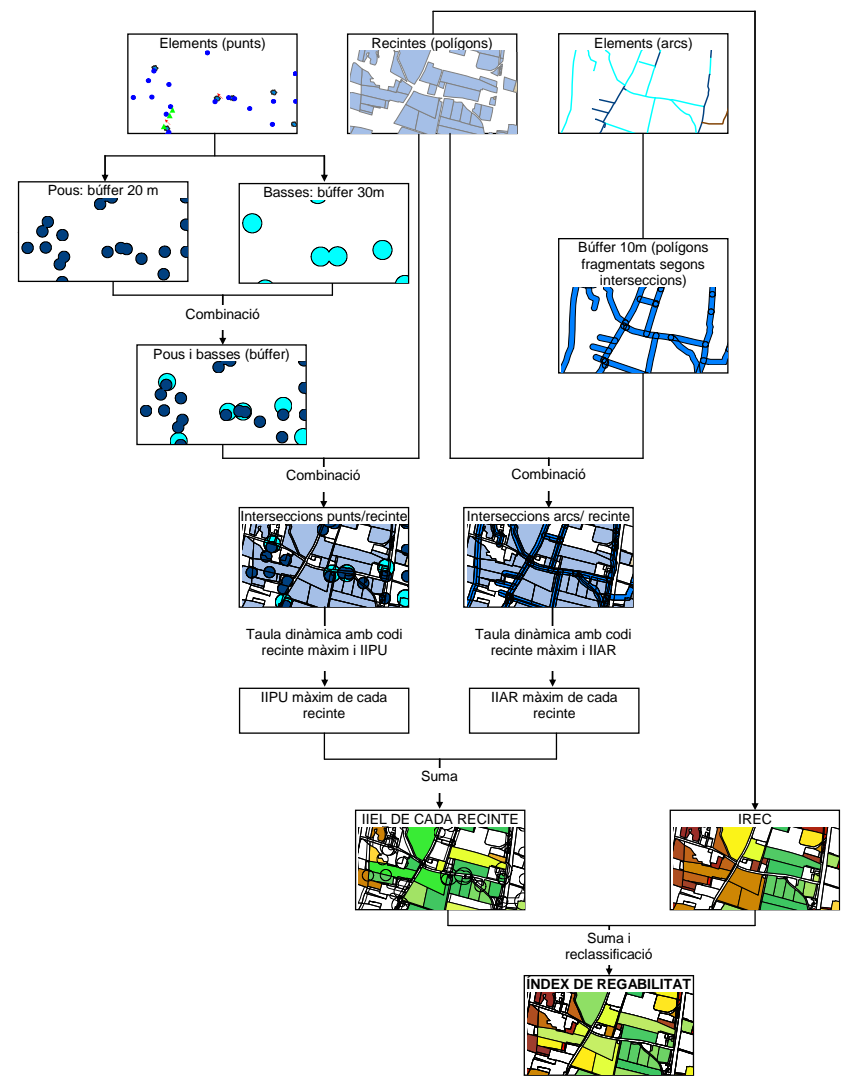 Elements (punts)
Recintes (polígons)
Elements (arcs)
Pous: búffer 20 m
Basses: búffer 30m
Búffer 10m (polígons
fragmentats segons
interseccions)
Combinació
Pous i basses (búffer)
Combinació
Combinació
Interseccions punts/recinte
Interseccions arcs/ recinte
Taula dinàmica amb codi
recinte màxim i IIPU
Taula dinàmica amb codi
recinte màxim i IIAR
IIPU màxim de cada
recinte
IIAR màxim de cada
recinte
Suma
IIEL DE CADA RECINTE
IREC
Suma i
reclassificació
ÍNDEX DE REGABILITAT